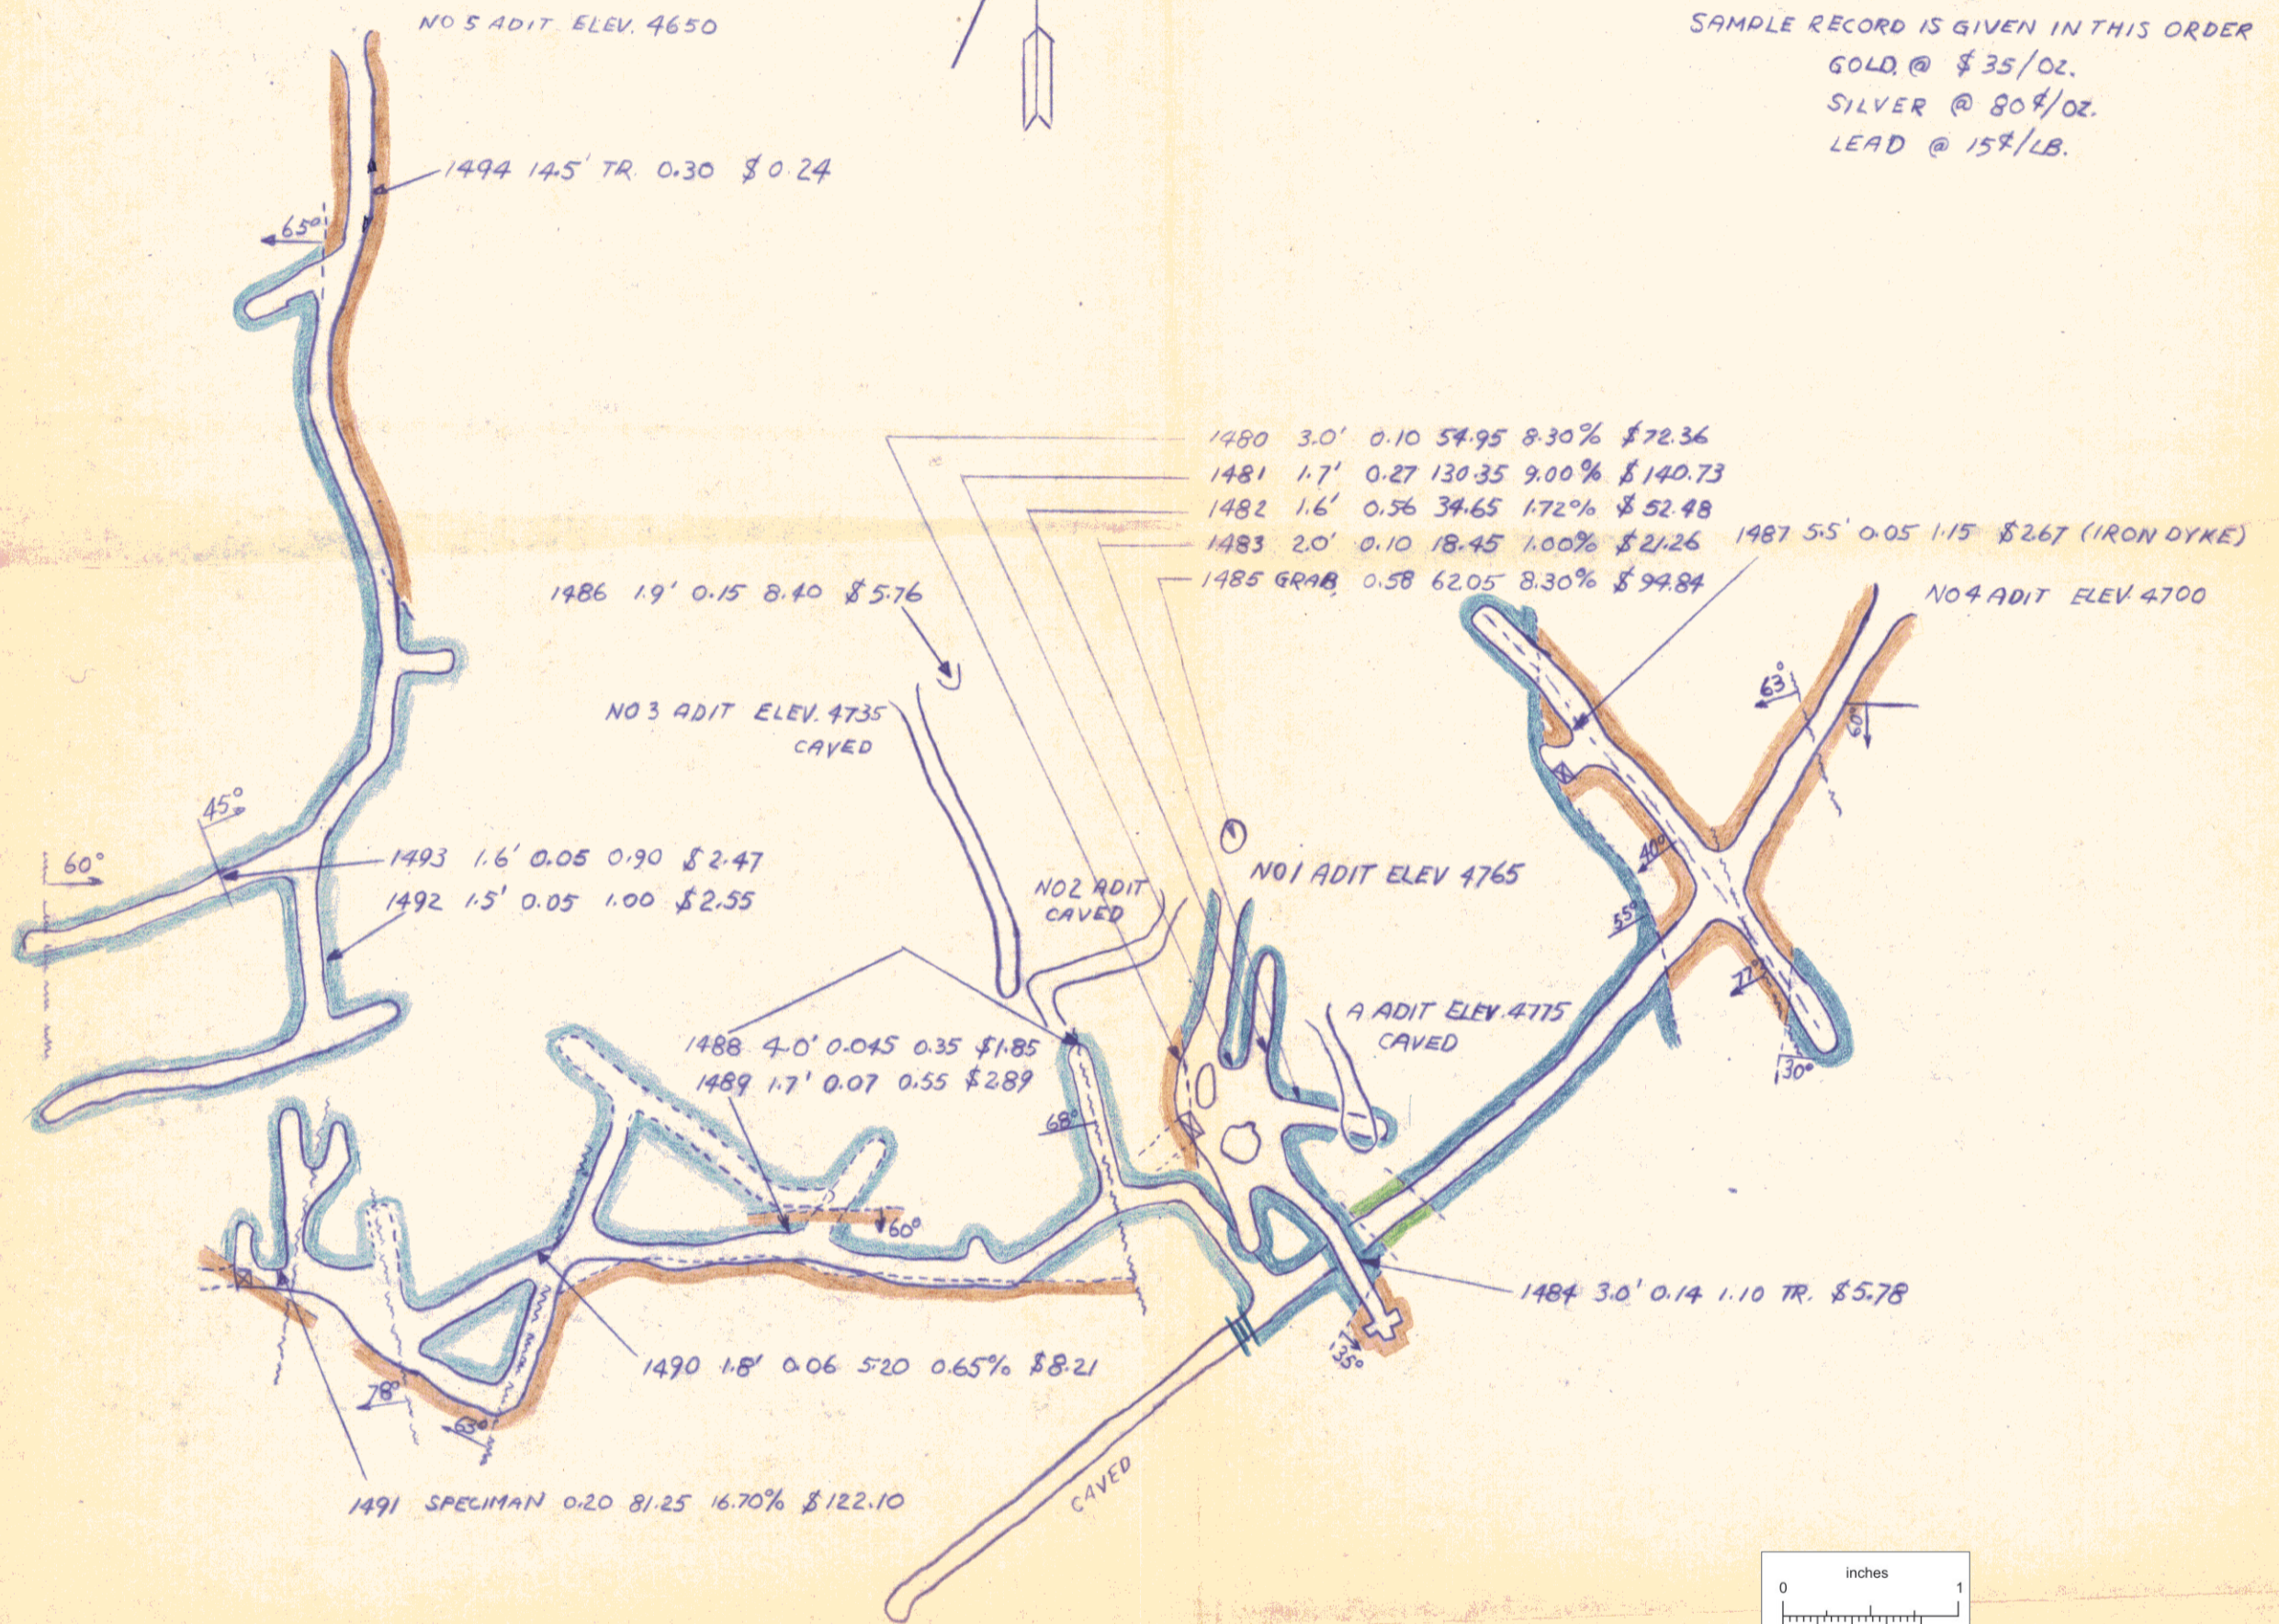 NO 5 ADIT ELEV. 4650
SAMPLE RECORD IS GIVEN IN THIS ORDER
GOLD. @ $ 35/OZ.
SILVER @ 80¢/OZ.
LEAD @ 15¢/LB.
1494 14.5' TR. 0.30 $0.24
65°
1480 3.0' 0.10 54.95 8.30% $72.36
1481 1.7' 0.27 130.35 9.00% $140.73
1482 1.6' 0.56 34.65 1.72% $52.48
1483 2.0' 0.10 18.45 1.00% $21.26
1485 GRAB 0.58 62.05 8.30% $94.84
1487 5.5' 0.05 1.15 $2.67 (IRON DYKE)
1486 1.9' 0.15 8.40 $5.76
NO 4 ADIT ELEV. 4700
NO 3 ADIT ELEV. 4735
CAVED
63°
60°
45°
60°
1493 1.6' 0.05 0.90 $2.47
1492 1.5' 0.05 1.00 $2.55
NO 2 ADIT
CAVED
NO 1 ADIT ELEV 4765
40°
55°
77°
30°
A ADIT ELEV. 4775
CAVED
1488 4.0' 0.045 0.35 $1.85
1489 1.7' 0.07 0.55 $2.89
68°
60°
1484 3.0' 0.14 1.10 TR. $5.78
35°
1490 1.8' 0.06 5.20 0.65% $8.21
78°
63°
CAVED
1491 SPECIMAN 0.20 81.25 16.70% $122.10
inches
0 1